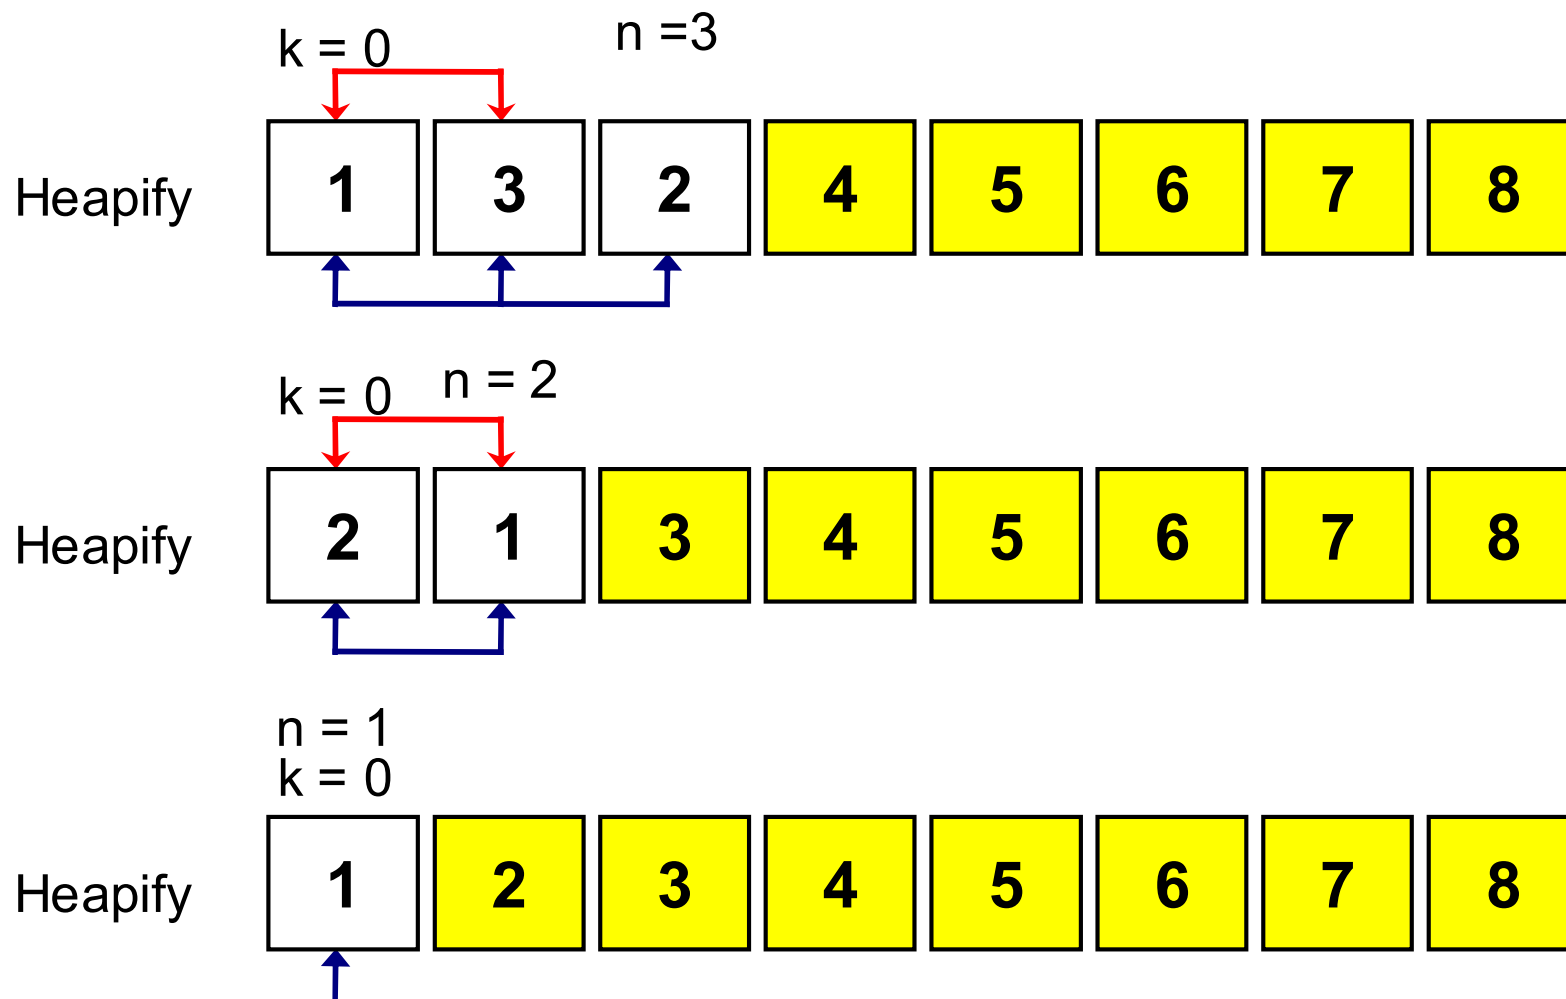 k = 0 n =3
Heapify 1 3 2 4 5 6 7 8
k = 0 n = 2
Heapify 2 1 3 4 5 6 7 8
n = 1
k = 0
Heapify 1 2 3 4 5 6 7 8